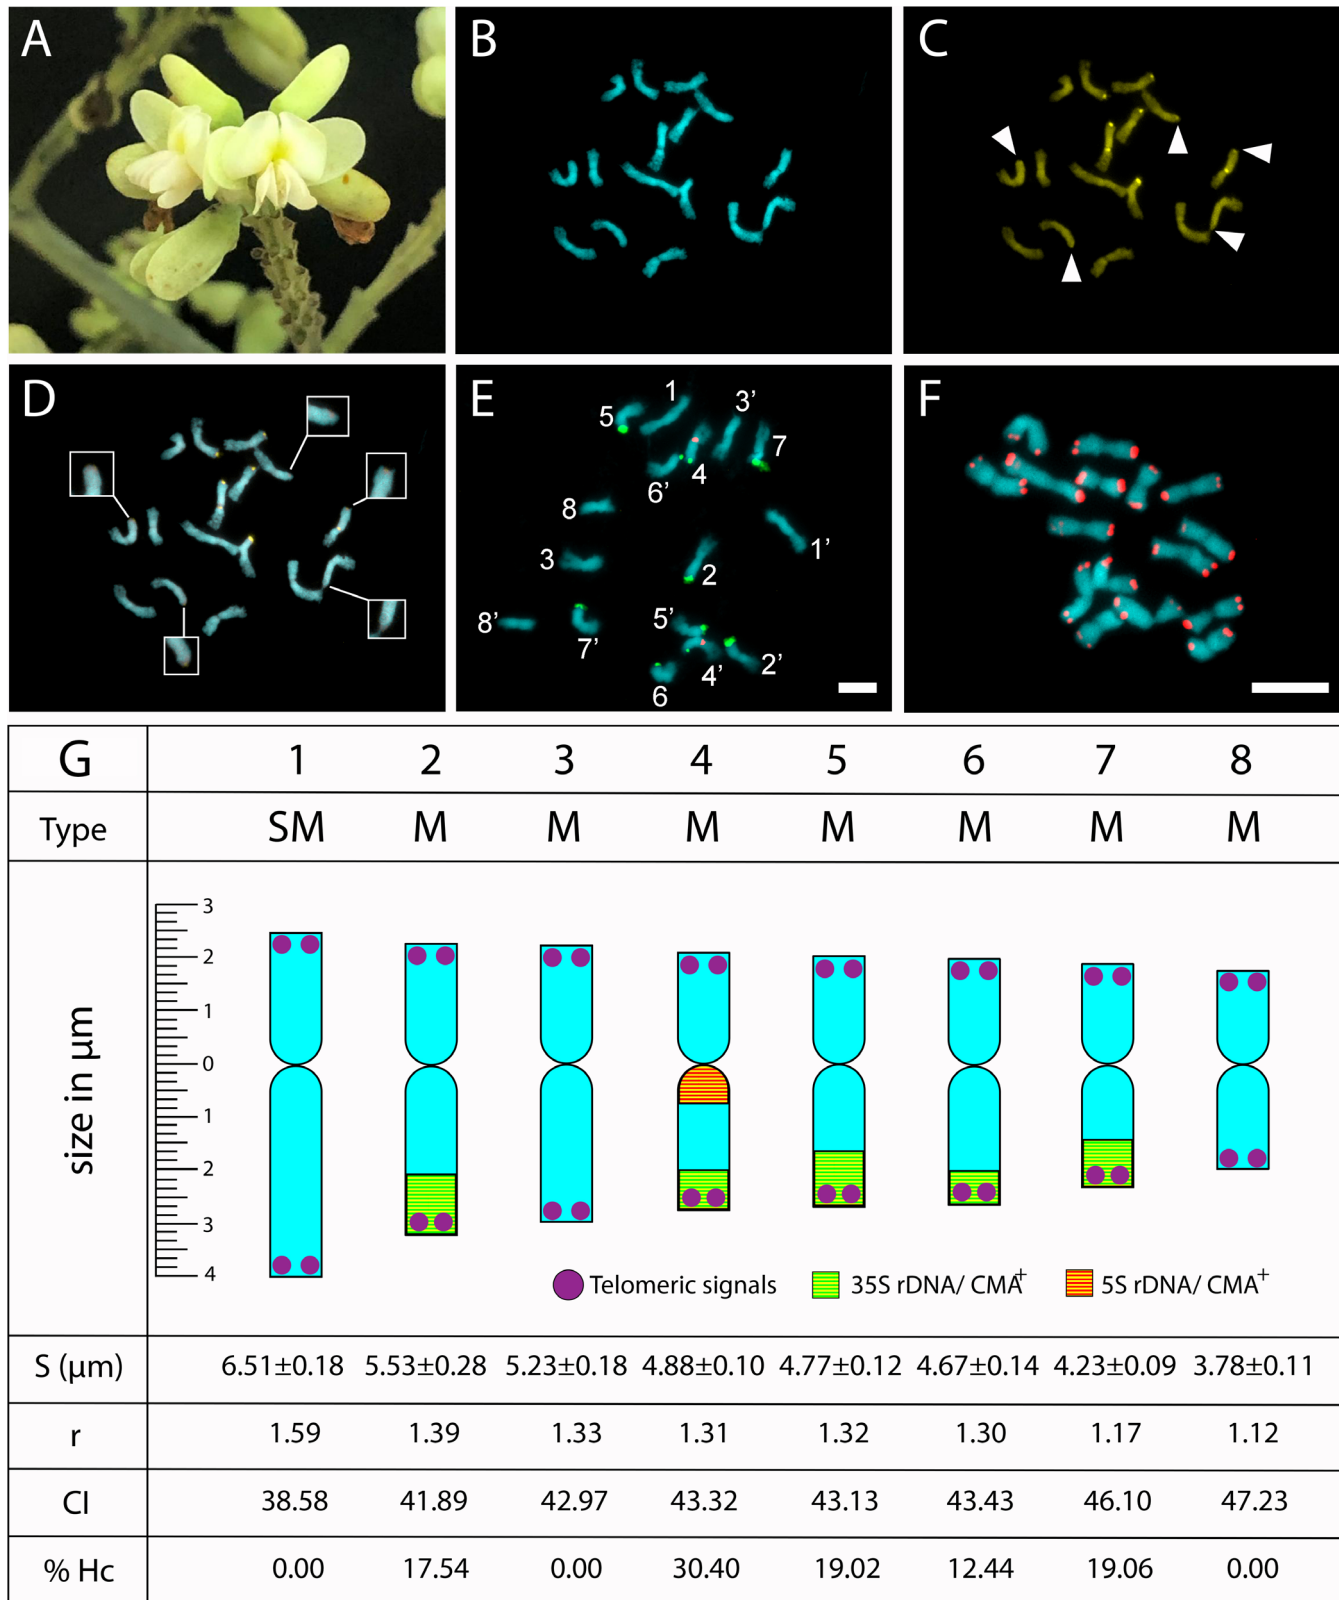 A
B
C
D
E
F
5
1
3’
7
6’
4
8
1’
3
2
8’
7’
5’
4’
2’
6
G 1 2 3 4 5 6 7 8
Type SM M M M M M M M
size in µm
3
2
1
0
1
2
3
4
Telomeric signals 35S rDNA/ CMA+ 5S rDNA/ CMA+
S (µm) 6.51±0.18 5.53±0.28 5.23±0.18 4.88±0.10 4.77±0.12 4.67±0.14 4.23±0.09 3.78±0.11
r 1.59 1.39 1.33 1.31 1.32 1.30 1.17 1.12
CI 38.58 41.89 42.97 43.32 43.13 43.43 46.10 47.23
% Hc 0.00 17.54 0.00 30.40 19.02 12.44 19.06 0.00